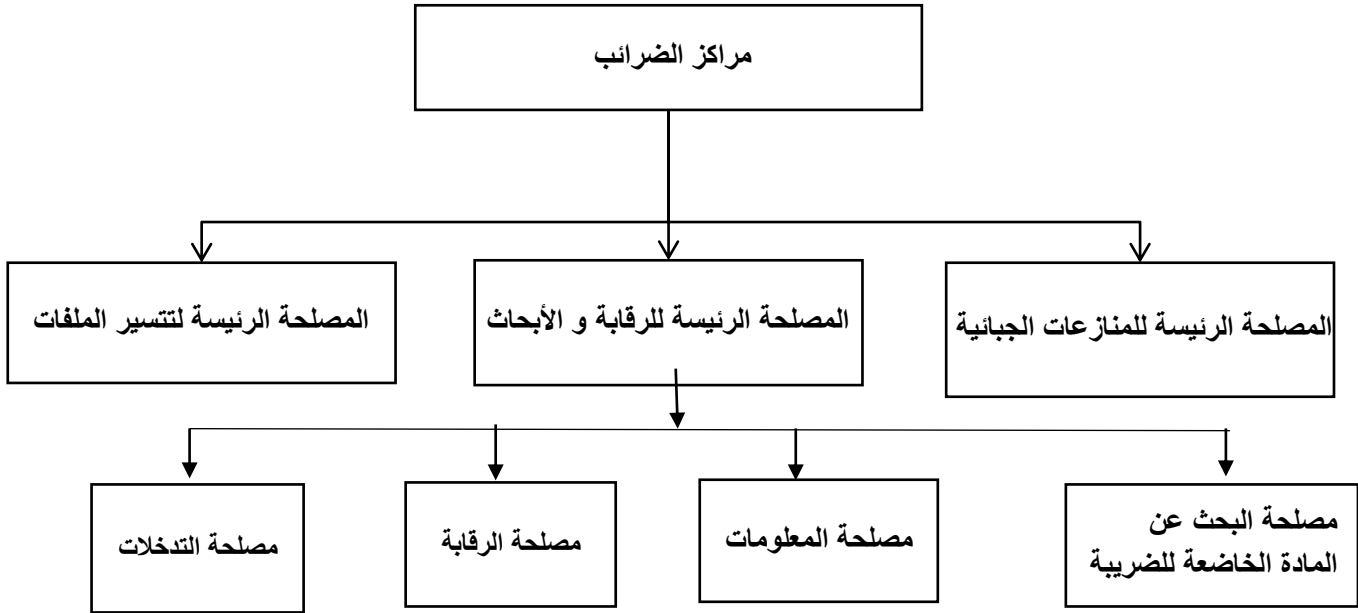 مراكز الضرائب
المصلحة الرئيسة للمنازعات الجبائية
المصلحة الرئيسة للرقابة و الأبحاث
المصلحة الرئيسة لتتسير الملفات
مصلحة البحث عن
المادة الخاضعة للضريبة
مصلحة المعلومات
مصلحة الرقابة
مصلحة التدخلات